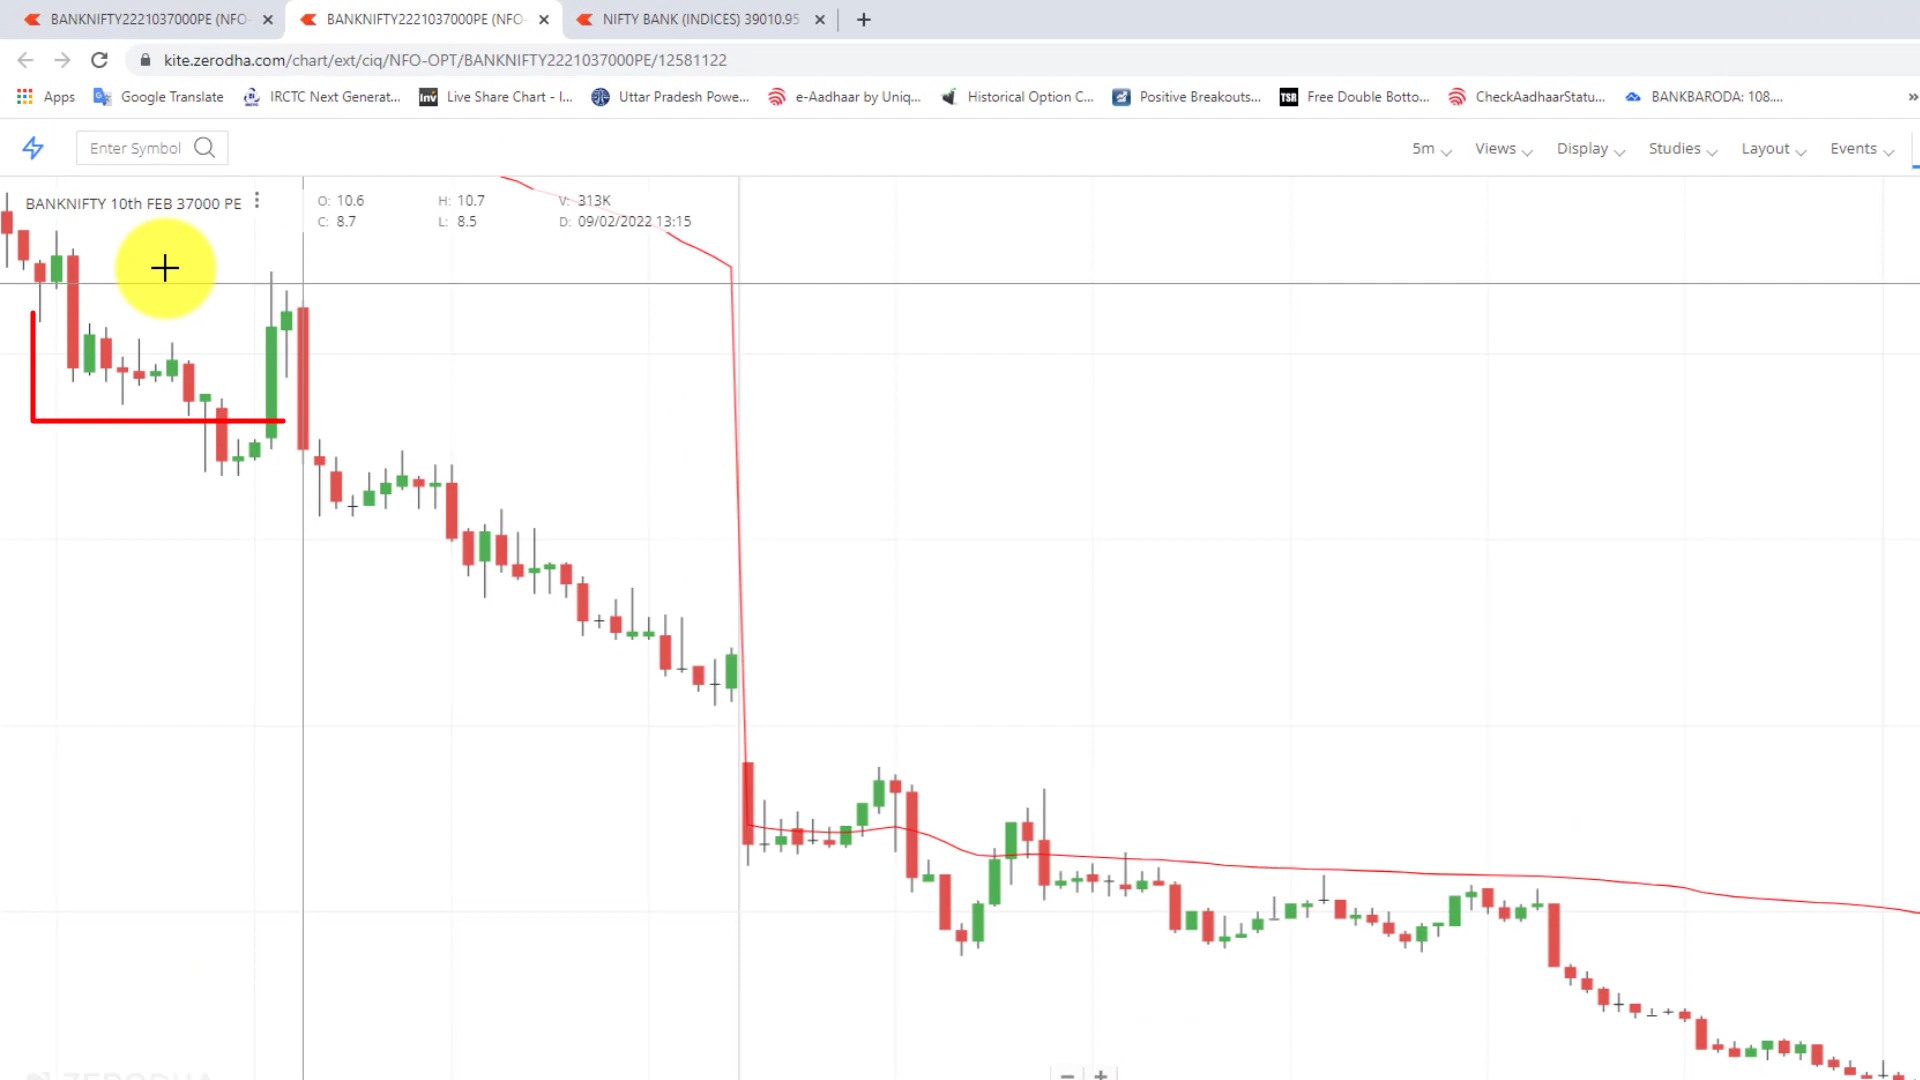 BANKNIFTY2221037000PE (NFO-
BANKNIFTY2221037000PE (NFO-
NIFTY BANK (INDICES) 39010.95
kite.zerodha.com/chart/ext/ciq/NFO-OPT/BANKNIFTY2221037000PE/12581122
Apps
Google Translate
IRCTC Next Generat...
Inv
Live Share Chart - I...
Uttar Pradesh Powe...
e-Aadhaar by Uniq...
Historical Option C...
Positive Breakouts...
TSR
Free Double Botto...
CheckAadhaarStatu...
BANKBARODA: 108....
Enter Symbol
5m
Views
Display
Studies
Layout
Events
BANKNIFTY 10th FEB 37000 PE
O: 10.6
H: 10.7
V: 313K
C: 8.7
L: 8.5
D: 09/02/2022 13:15
ZERODHA